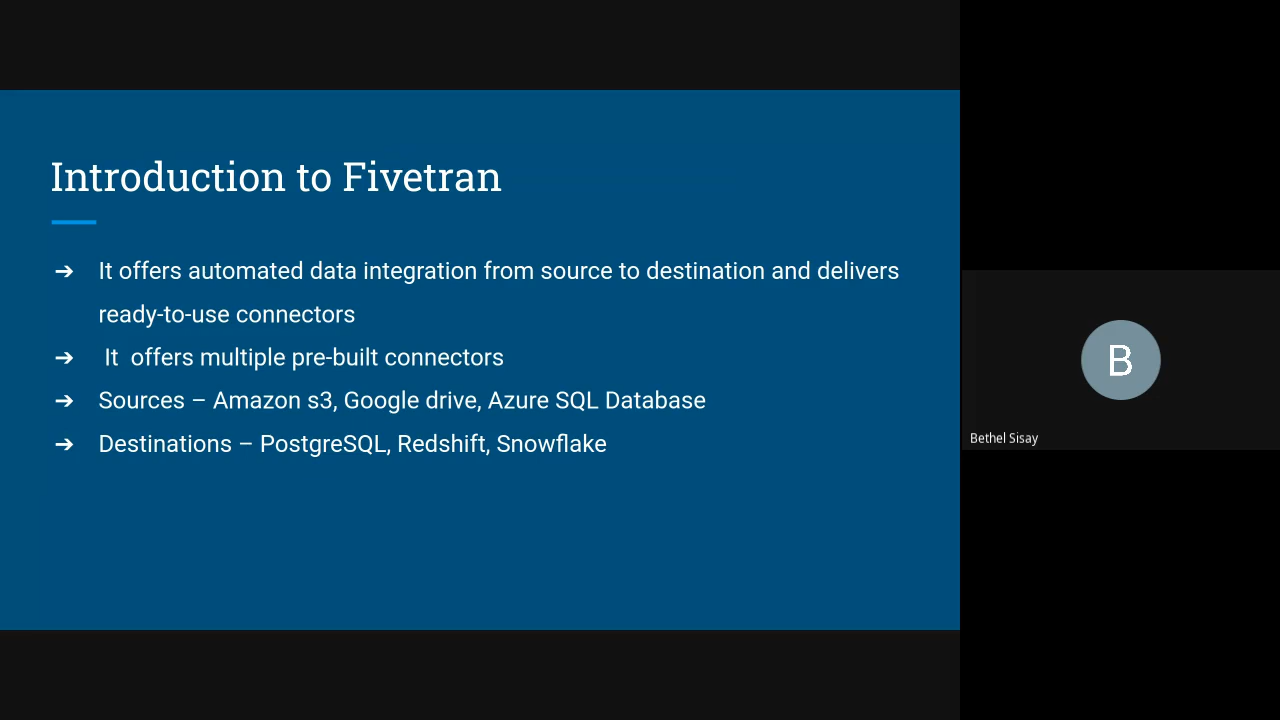 Introduction to Fivetran
➔ It offers automated data integration from source to destination and delivers
ready-to-use connectors
➔ It offers multiple pre-built connectors
➔ Sources – Amazon s3, Google drive, Azure SQL Database
➔ Destinations – PostgreSQL, Redshift, Snowflake
B
Bethel Sisay